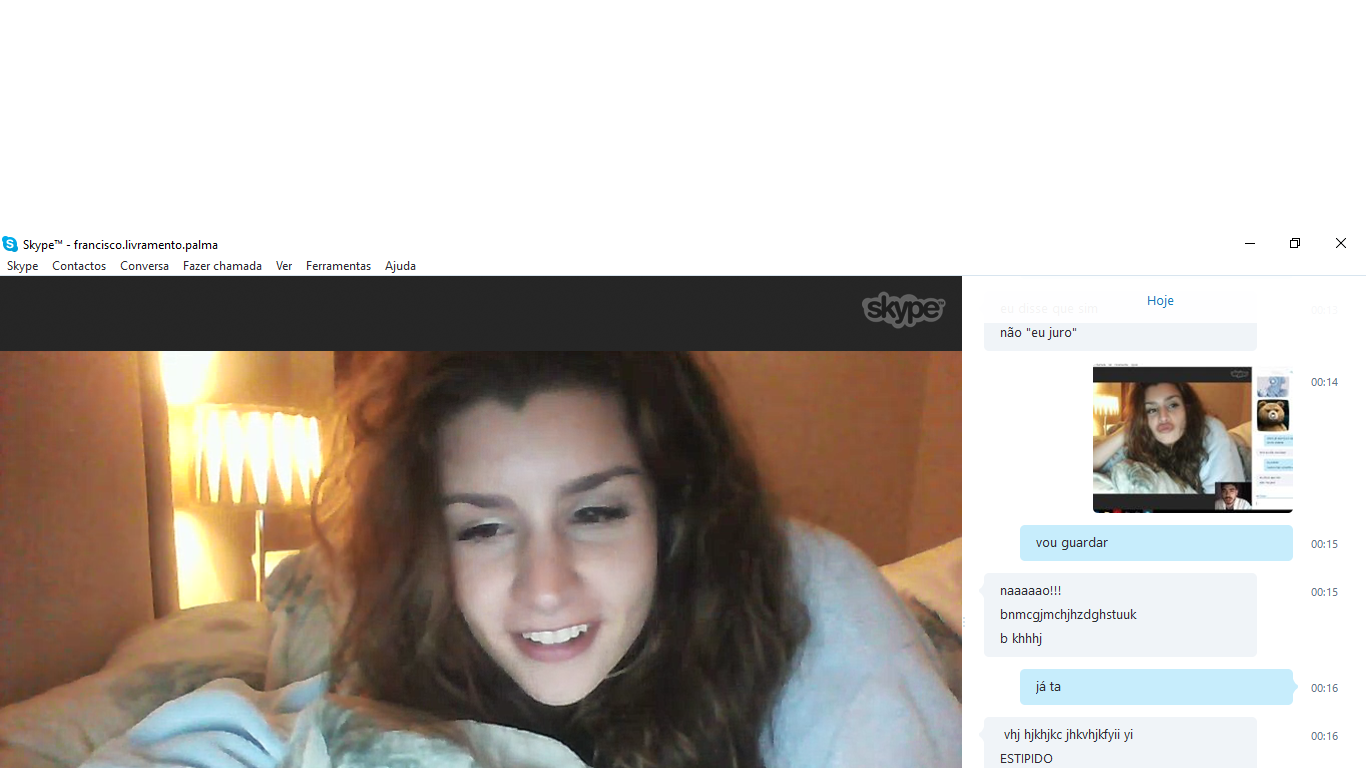 Skype™ - francisco.livramento.palma
Skype Contactos Conversa Fazer chamada Ver Ferramentas Ajuda
skype
Hoje
eu disse que sim
não "eu juro"
00:14
vou guardar 00:15
naaaaao!!! 00:15
bnmcgjmchjhzdghstuuk
b khhhj
já ta 00:16
vhj hjkhjkc jhkvhjkfyii yi 00:16
ESTIPIDO